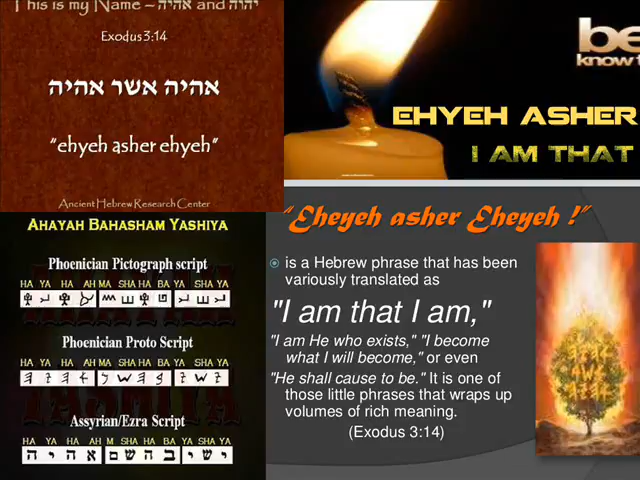 This is my Name – אהיה and יהוה
Exodus 3:14
אהיה אשר אהיה
"ehyeh asher ehyeh"
Ancient Hebrew Research Center
be
know t
EHYEH ASHER
I AM THAT
AHAYAH BAHASHAM YASHIYA
Phoenician Pictograph script
HA YA HA AH MA SHA HA BA YA SHA YA
Phoenician Proto Script
HA YA HA AH MA SHA HA BA YA SHA YA
Assyrian/Ezra Script
HA YA HA AH M SHA HA BA YA SHA YA
אהיה בהשם ישי
"Eheyeh asher Eheyeh !"
is a Hebrew phrase that has been
variously translated as
"I am that I am,"
"I am He who exists," "I become
what I will become," or even
"He shall cause to be." It is one of
those little phrases that wraps up
volumes of rich meaning.
(Exodus 3:14)